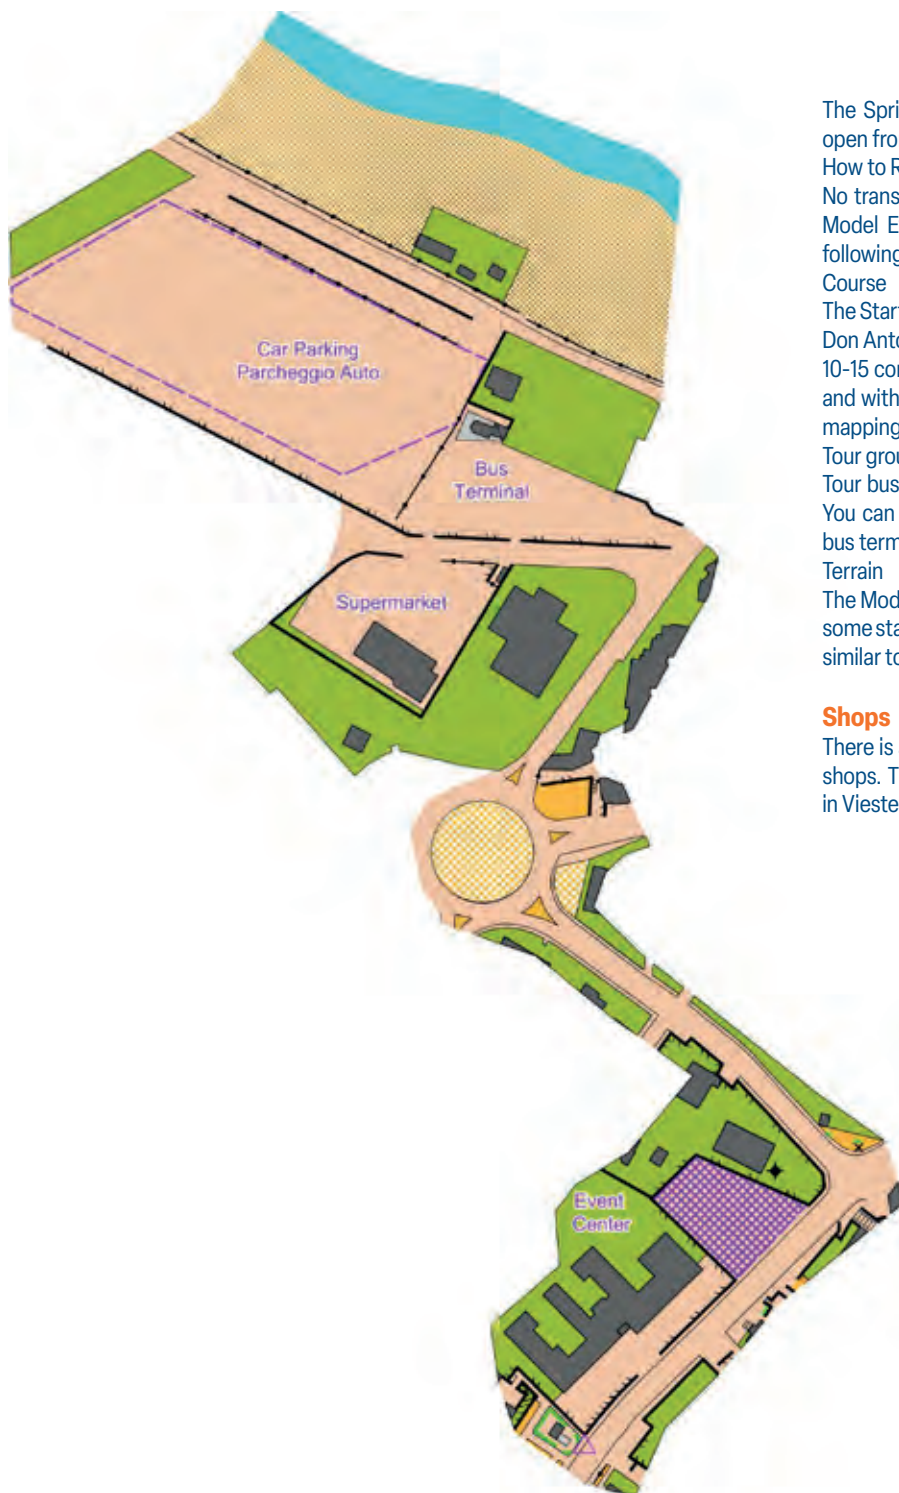 Car Parking
Parcheggio Auto
Bus
Terminal
Supermarket
Event
Center
The Spri
open fro
How to R
No trans
Model E
following
Course
The Star
Don Anto
10-15 cor
and with
mapping
Tour grou
Tour bus
You can
bus term
Terrain
The Mod
some sta
similar to
Shops
There is
shops. T
in Vieste